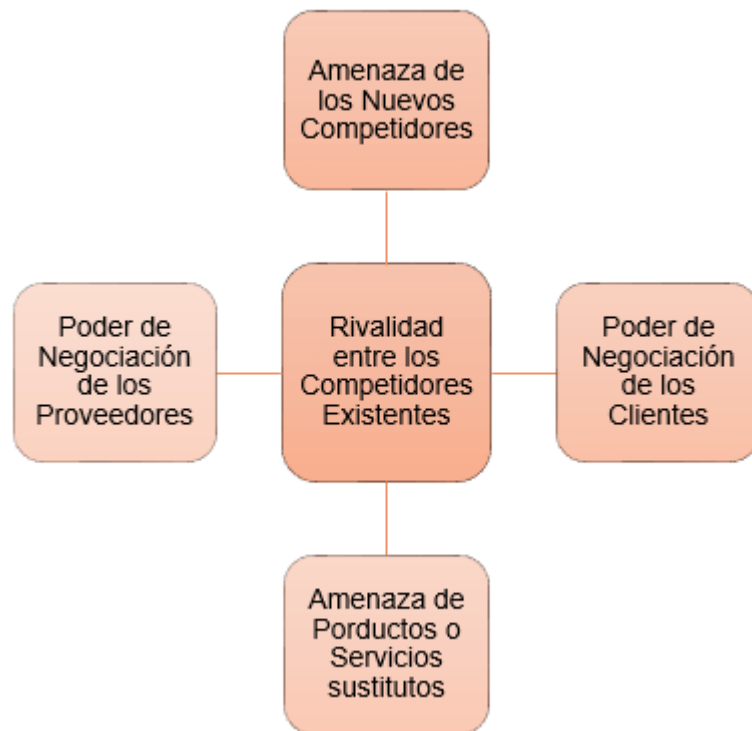 Amenaza de
los Nuevos
Competidores
Poder de
Negociación
de los
Proveedores
Rivalidad
entre los
Competidores
Existentes
Poder de
Negociación
de los
Clientes
Amenaza de
Porductos o
Servicios
sustitutos